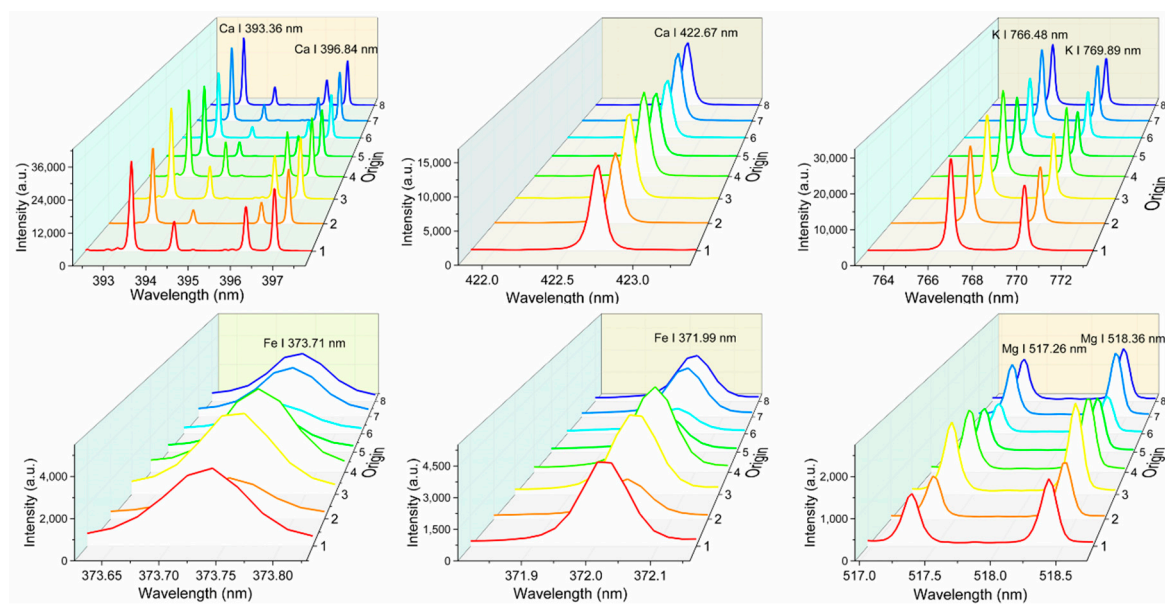 Ca I 393.36 nm
Ca I 396.84 nm
36,000
24,000
12,000
0
Intensity (a.u.)
393 394 395 396 397
Wavelength (nm)
1 2 3 4 5 6 7 8
Origin
Ca I 422.67 nm
15,000
10,000
5,000
0
Intensity (a.u.)
422.0 422.5 423.0
Wavelength (nm)
1 2 3 4 5 6 7 8
Origin
K I 766.48 nm
K I 769.89 nm
30,000
20,000
10,000
0
Intensity (a.u.)
764 766 768 770 772
Wavelength (nm)
1 2 3 4 5 6 7 8
Origin
Fe I 373.71 nm
4,000
2,000
0
Intensity (a.u.)
373.65 373.70 373.75 373.80
Wavelength (nm)
1 2 3 4 5 6 7 8
Origin
Fe I 371.99 nm
4,500
3,000
1,500
0
Intensity (a.u.)
371.9 372.0 372.1
Wavelength (nm)
1 2 3 4 5 6 7 8
Origin
Mg I 518.36 nm
Mg I 517.26 nm
2,000
1,000
0
Intensity (a.u.)
517.0 517.5 518.0 518.5
Wavelength (nm)
1 2 3 4 5 6 7 8
Origin